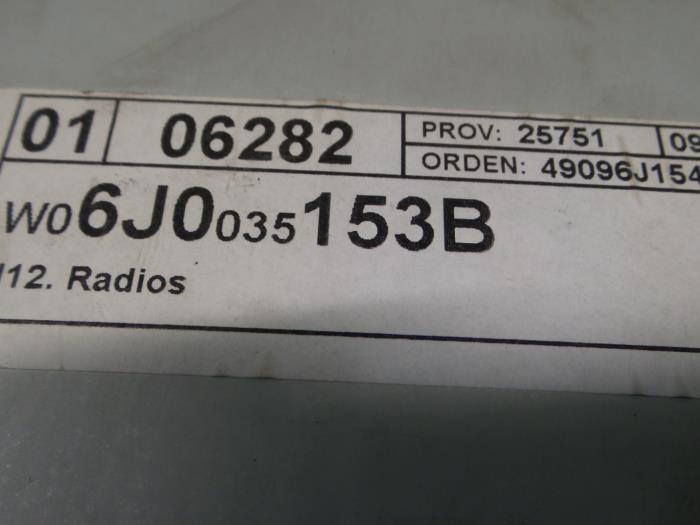 01 06282 PROV: 25751 09
ORDEN: 49096J154
W06J0035153B
12. Radios